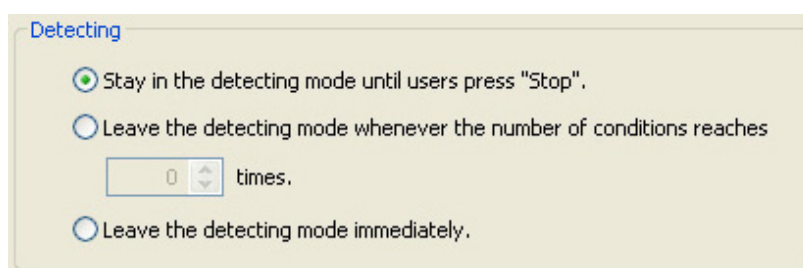 Detecting
Stay in the detecting mode until users press "Stop".
Leave the detecting mode whenever the number of conditions reaches
0 times.
Leave the detecting mode immediately.